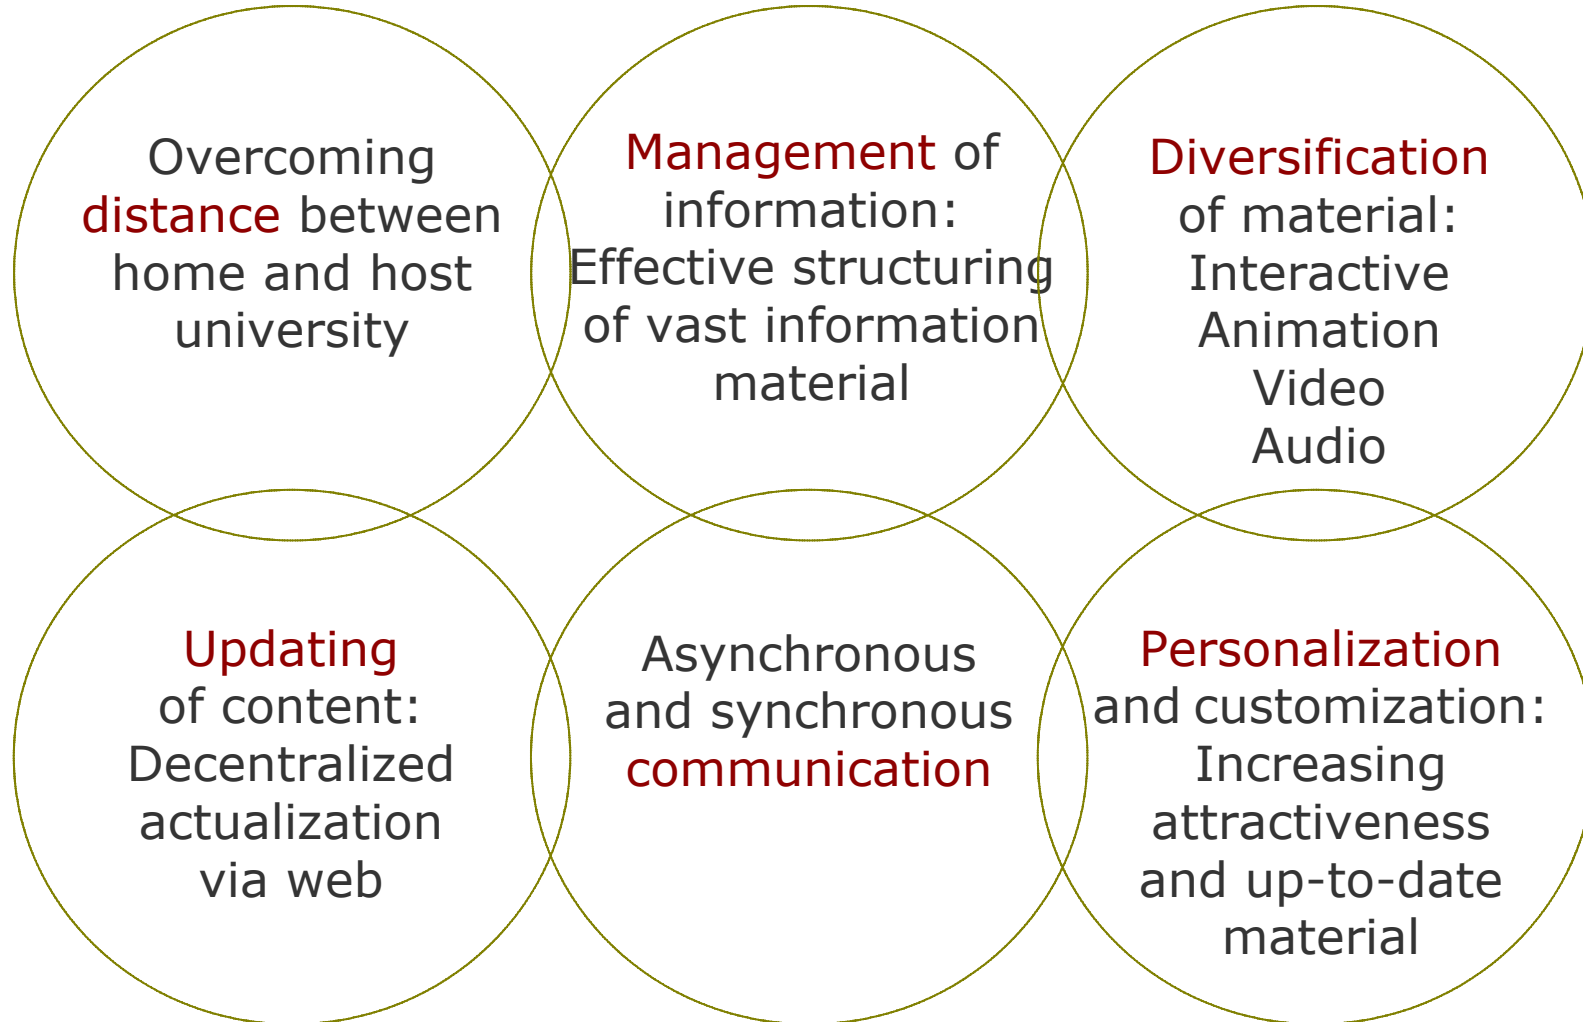 Overcoming
distance between
home and host
university
Management of
information:
Effective structuring
of vast information
material
Diversification
of material:
Interactive
Animation
Video
Audio
Updating
of content:
Decentralized
actualization
via web
Asynchronous
and synchronous
communication
Personalization
and customization:
Increasing
attractiveness
and up-to-date
material